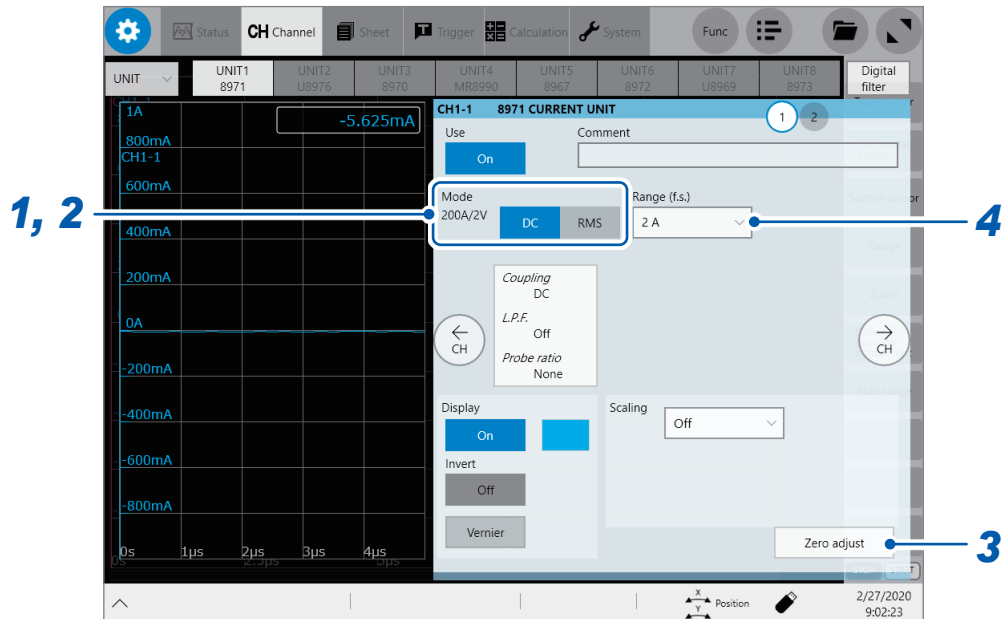 Status
CH Channel
Sheet
Trigger
Calculation
System
Func
UNIT
UNIT1
8971
UNIT2
U8976
UNIT3
8970
UNIT4
MR8990
UNIT5
8967
UNIT6
8972
UNIT7
U8969
UNIT8
8973
Digital
filter
1A
-5.625mA
800mA
CH1-1
600mA
400mA
200mA
0A
-200mA
-400mA
-600mA
-800mA
0s 1µs 2µs 3µs 4µs
CH1-1 8971 CURRENT UNIT
1 2
Use
On
Comment
Mode
200A/2V
DC RMS
Range (f.s.)
2 A
Coupling
DC
L.P.F.
Off
Probe ratio
None
CH
CH
Display
On
Invert
Off
Vernier
Scaling
Off
Zero adjust
X
Y
Position
2/27/2020
9:02:23
1, 2
4
3